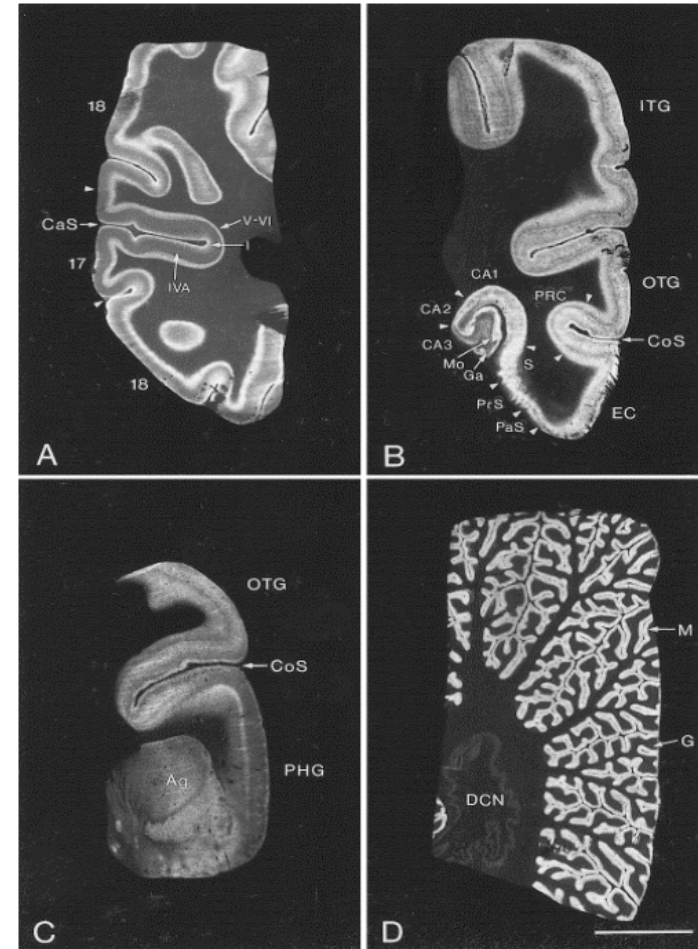 18
CaS
V-VI
I
17
IVA
18
A
ITG
CA1
CA2
PRC
OTG
CA3
CoS
Mo
S
Ga
PrS
EC
PaS
B
OTG
CoS
PHG
Ag
C
M
G
DCN
D